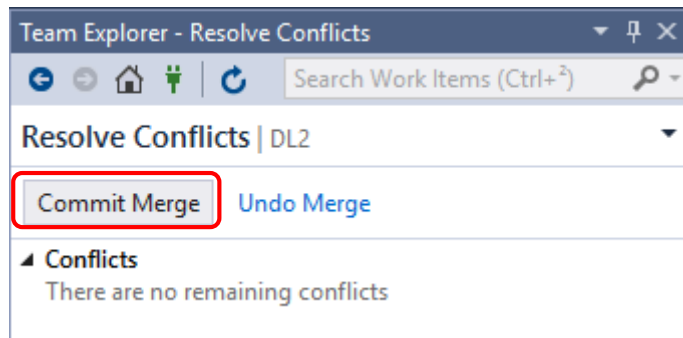 Team Explorer - Resolve Conflicts
Search Work Items (Ctrl+²)
Resolve Conflicts | DL2
Commit Merge Undo Merge
Conflicts
There are no remaining conflicts